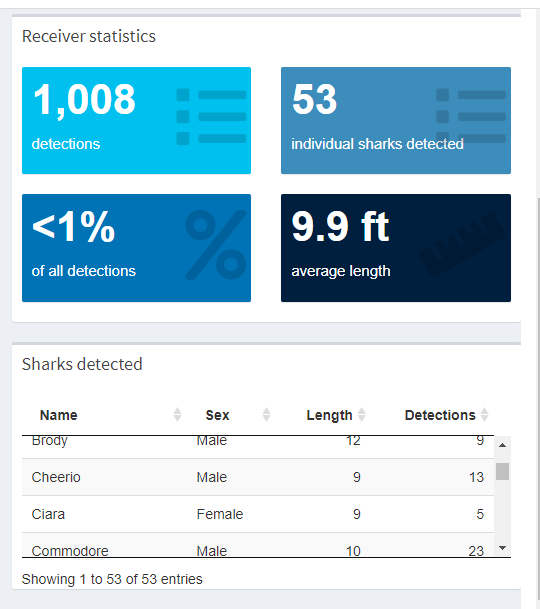 Receiver statistics
1,008
detections
53
individual sharks detected
<1%
of all detections
9.9 ft
average length
Sharks detected
Name Sex Length Detections
Brody Male 12 9
Cheerio Male 9 13
Ciara Female 9 5
Commodore Male 10 23
Showing 1 to 53 of 53 entries